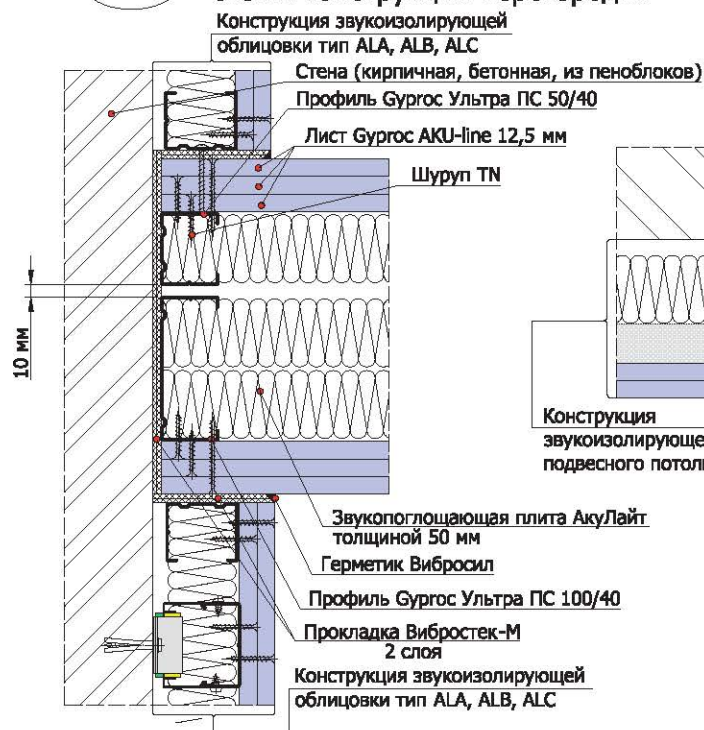 Конструкция звукоизолирующей
облицовки тип ALA, ALB, ALC
Стена (кирпичная, бетонная, из пеноблоков)
Профиль Gyproc Ультра ПС 50/40
Лист Gyproc AKU-line 12,5 мм
Шуруп TN
10 мм
Конструкция
звукоизолирующе
подвесного потол
Звукопоглощающая плита АкуЛайт
толщиной 50 мм
Герметик Вибросил
Профиль Gyproc Ультра ПС 100/40
Прокладка Вибростек-М
2 слоя
Конструкция звукоизолирующей
облицовки тип ALA, ALB, ALC